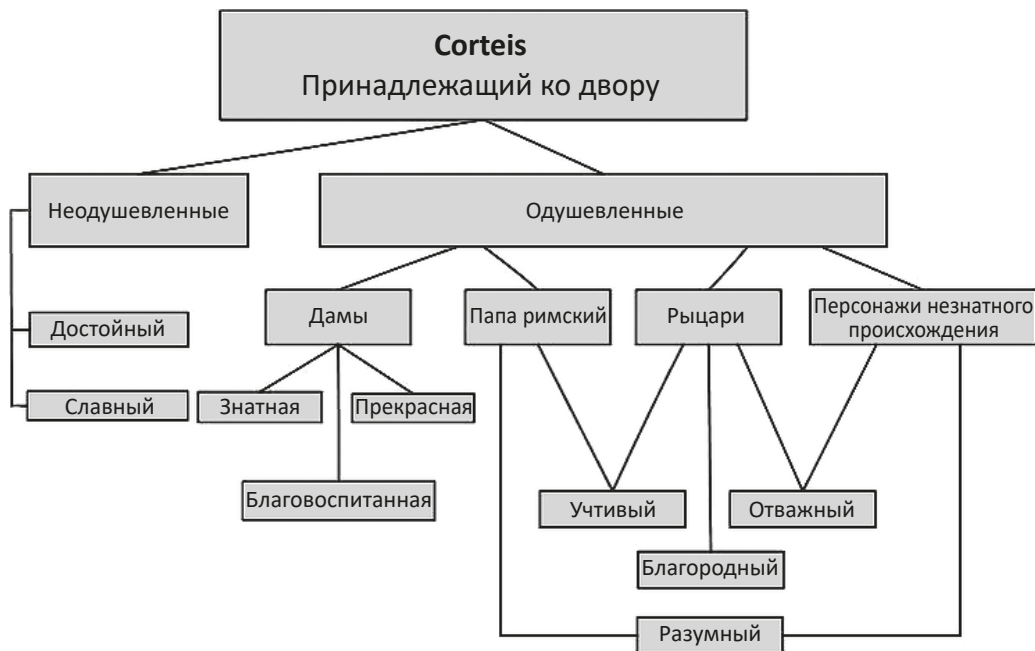 Corteis
Принадлежащий ко двору
Неодушевленные
Одушевленные
Дамы
Папа римский
Рыцари
Персонажи незнатного
происхождения
Достойный
Славный
Знатная
Прекрасная
Благовоспитанная
Учтивый
Отважный
Благородный
Разумный